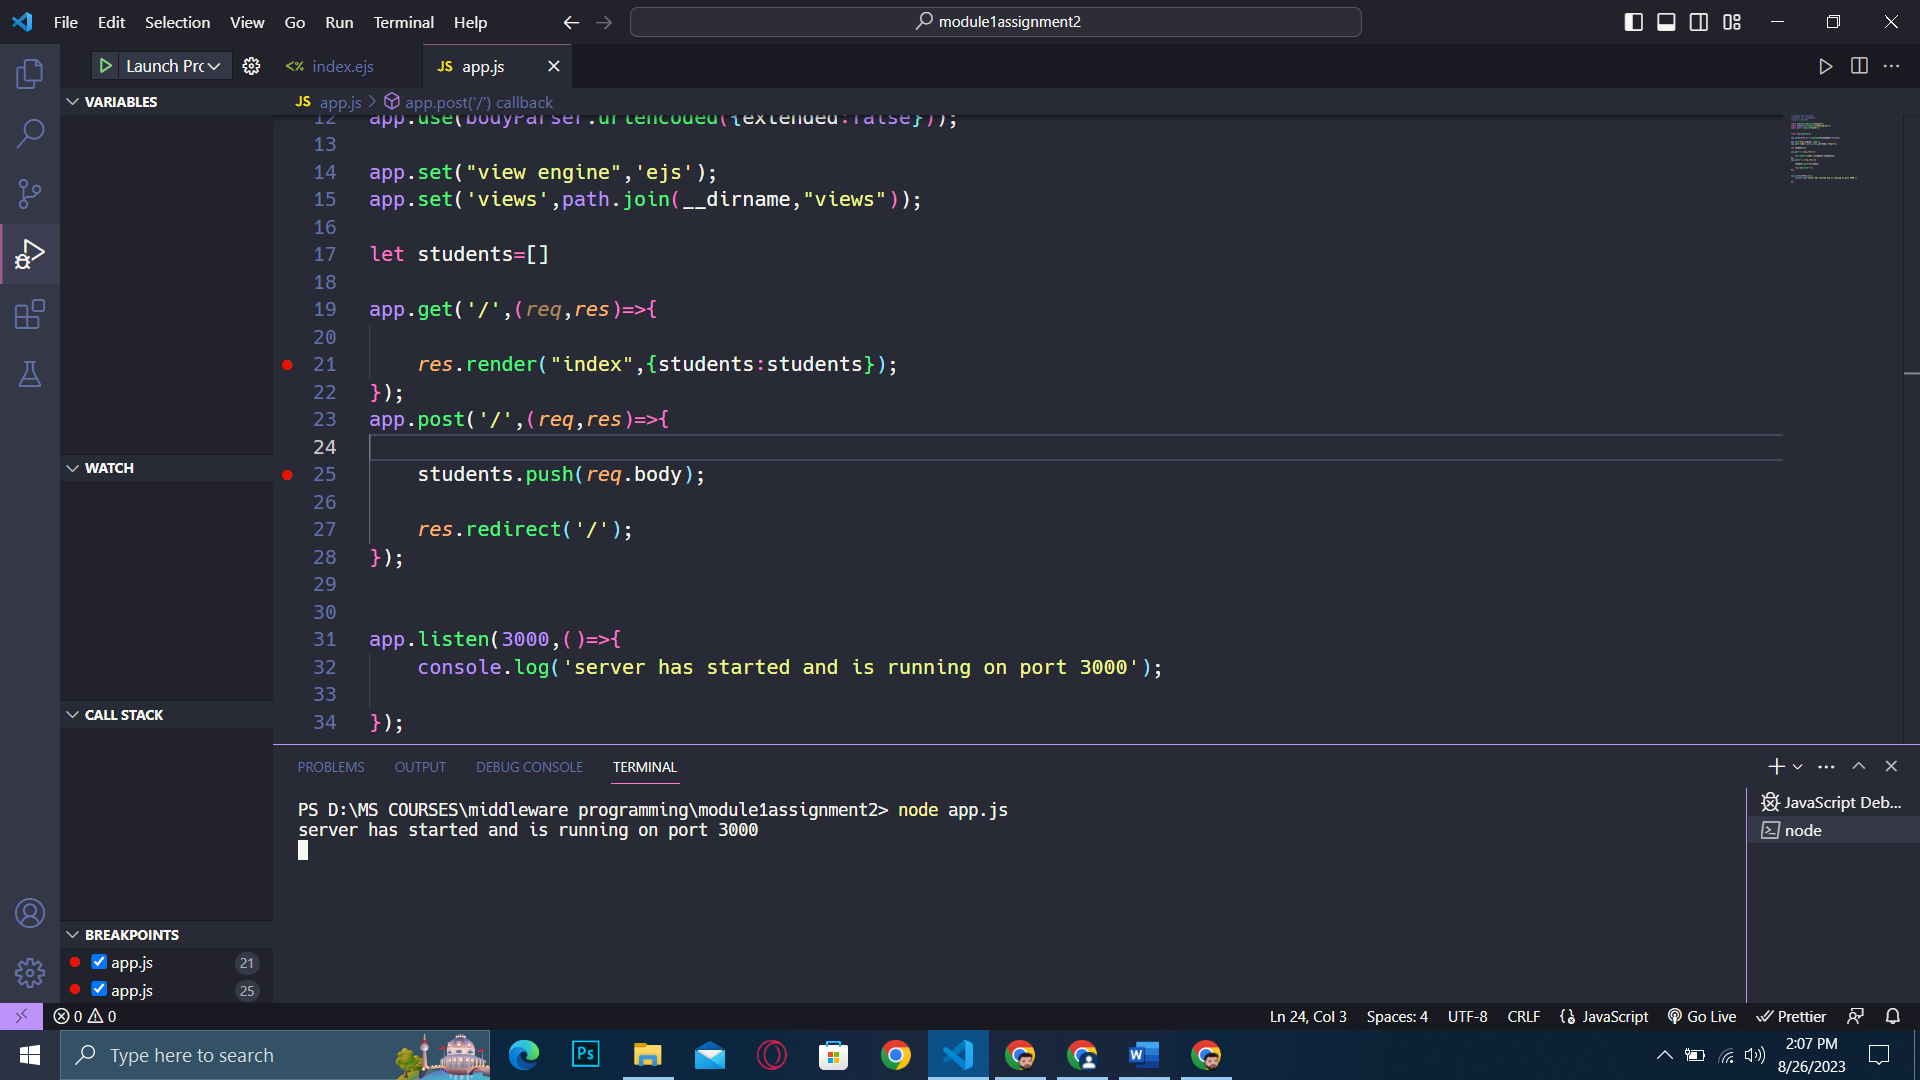 File Edit Selection View Go Run Terminal Help
module1assignment2
Launch Prc
<% index.ejs
JS app.js
VARIABLES
JS app.js > app.post('/') callback
12 app.use(bodyParser.urlencoded({extended:false}));
13
14 app.set("view engine",'ejs');
15 app.set('views',path.join(__dirname,"views"));
16
17 let students=[]
18
19 app.get('/',(req,res)=>{
20
21 res.render("index",{students:students});
22 });
23 app.post('/',(req,res)=>{
24
WATCH
25 students.push(req.body);
26
27 res.redirect('/');
28 });
29
30
31 app.listen(3000,()=>{
32 console.log('server has started and is running on port 3000');
33
CALL STACK
34 });
PROBLEMS OUTPUT DEBUG CONSOLE TERMINAL
PS D:\MS COURSES\middleware programming\module1assignment2> node app.js
server has started and is running on port 3000
JavaScript Deb...
node
BREAKPOINTS
app.js 21
app.js 25
0 0
Ln 24, Col 3 Spaces: 4 UTF-8 CRLF JavaScript Go Live Prettier
Type here to search
Ps
W
2:07 PM
8/26/2023